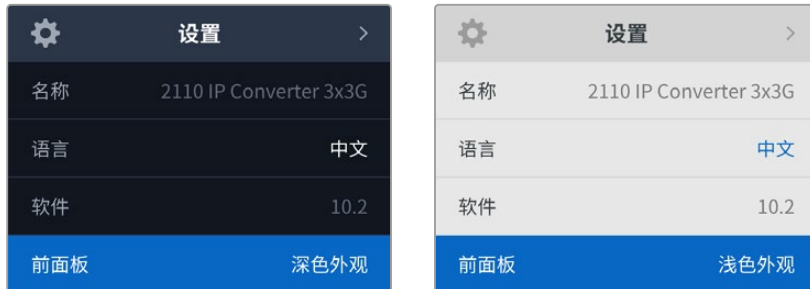 设置
名称 2110 IP Converter 3x3G
语言 中文
软件 10.2
前面板 深色外观
设置
名称 2110 IP Converter 3x3G
语言 中文
软件 10.2
前面板 浅色外观